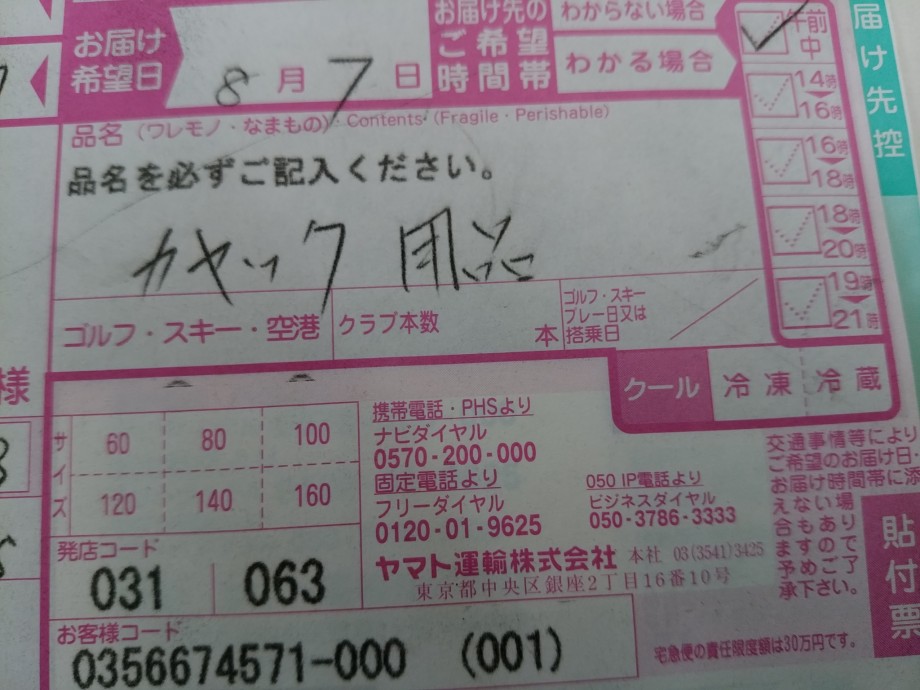 お届け
希望日
8月7日
お届け先の
ご希望
時間帯
わからない場合
わかる場合
午前
中
14時
16時
16時
18時
18時
20時
19時
21時
届け先控
品名(ワレモノ・なまもの)・Contents (Fragile・Perishable)
品名を必ずご記入ください。
カヤック 用品
ゴルフ・スキー・空港
クラブ本数
本
ゴルフ・スキー
プレー日又は
搭乗日
様
クール
冷凍
冷蔵
サイズ
60 80 100
120 140 160
携帯電話・PHSより
ナビダイヤル
0570-200-000
固定電話より
フリーダイヤル
0120-01-9625
050 IP電話より
ビジネスダイヤル
050-3786-3333
ヤマト運輸株式会社 本社 03(3541)3425
東京都中央区銀座2丁目16番10号
交通事情等により
ご希望のお届け日・
お届け時間帯に添
えない場
合もあり
ますので
予めご了
承下さい。
貼付票
発店コード
031 063
お客様コード
0356674571-000 (001)
宅急便の責任限度額は30万円です。